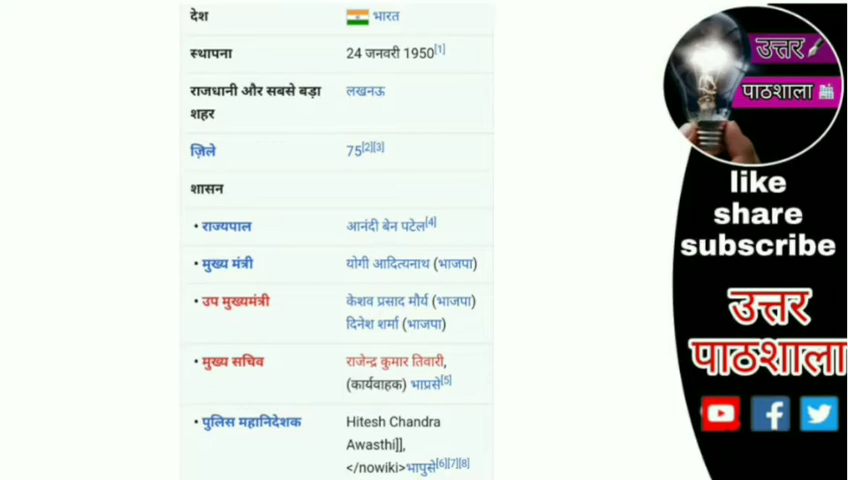 देश भारत
स्थापना 24 जनवरी 1950[1]
राजधानी और सबसे बड़ा शहर लखनऊ
ज़िले 75[2][3]
शासन
• राज्यपाल आनंदी बेन पटेल[4]
• मुख्य मंत्री योगी आदित्यनाथ (भाजपा)
• उप मुख्यमंत्री केशव प्रसाद मौर्य (भाजपा)
दिनेश शर्मा (भाजपा)
• मुख्य सचिव राजेन्द्र कुमार तिवारी,
(कार्यवाहक) भाप्रसे[5]
• पुलिस महानिदेशक Hitesh Chandra
Awasthi]],
</nowiki>भापुसे[6][7][8]
उत्तर
पाठशाला
like
share
subscribe
उत्तर
पाठशाला